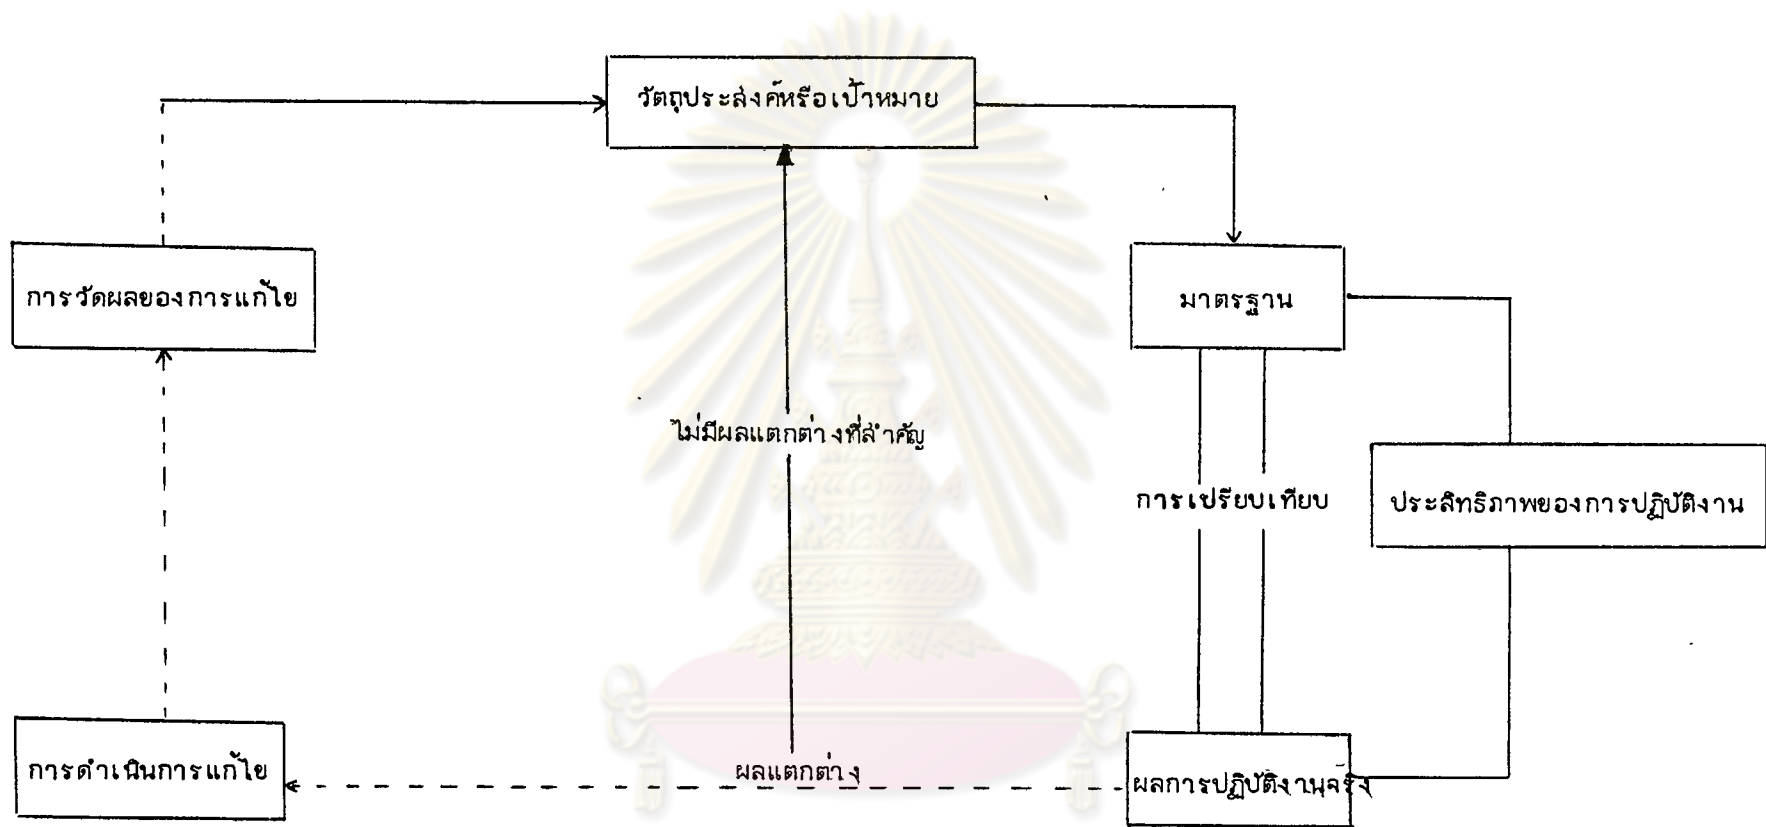 วัตถุประสงค์หรือเป้าหมาย
การวัดผลของการแก้ไข
มาตรฐาน
ไม่มีผลแตกต่างที่สำคัญ
การเปรียบเทียบ
ประสิทธิภาพของการปฏิบัติงาน
การดำเนินการแก้ไข
ผลแตกต่าง
ผลการปฏิบัติงานจริง